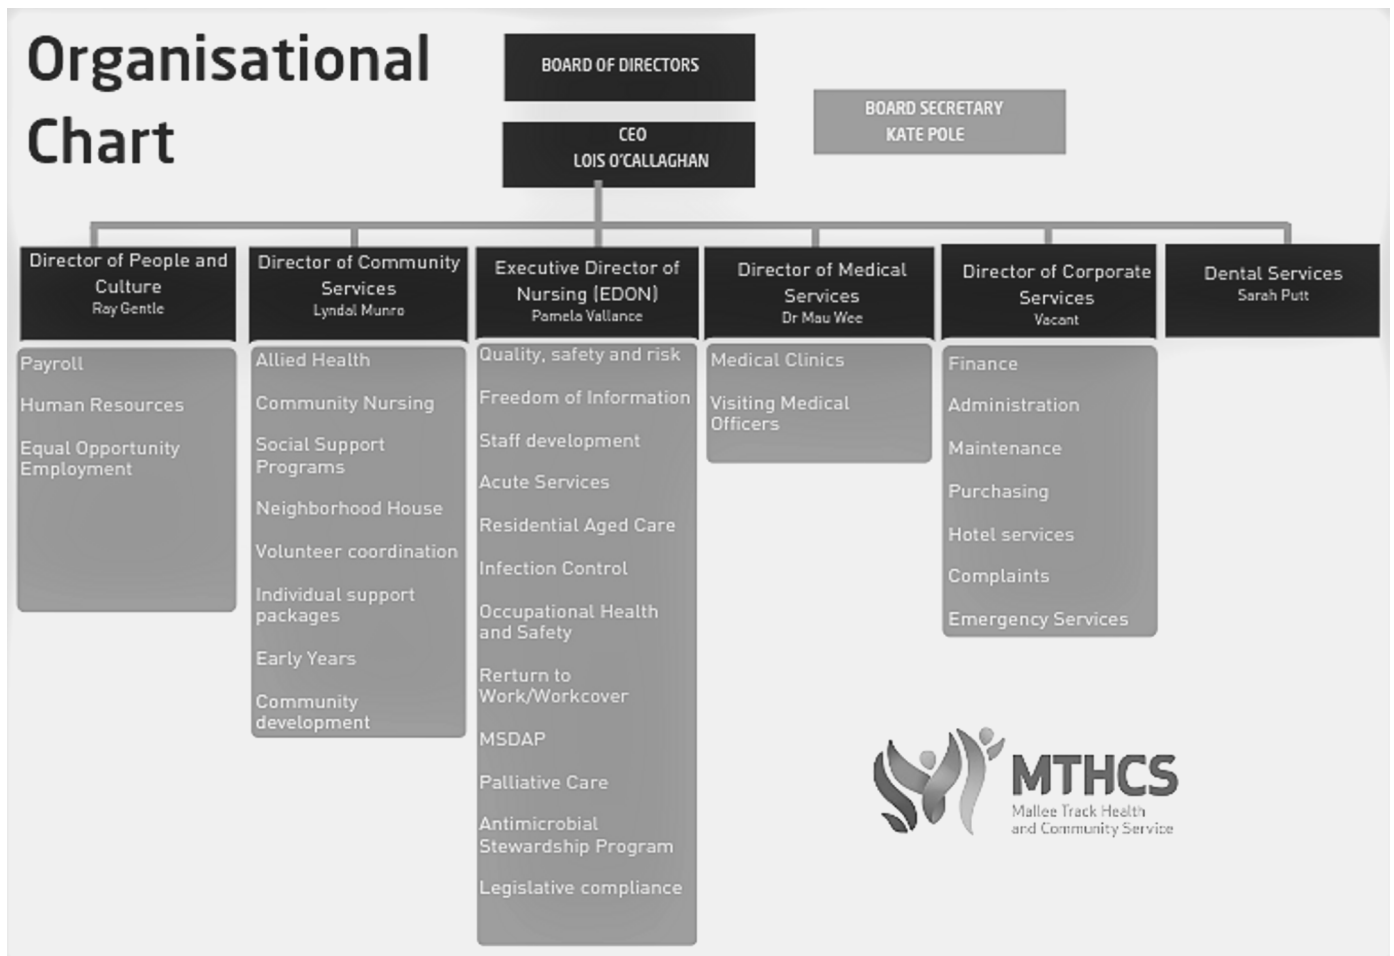 Organisational
Chart
BOARD OF DIRECTORS
CEO
LOIS O'CALLAGHAN
BOARD SECRETARY
KATE POLE
Director of People and
Culture
Ray Gentle
Payroll
Human Resources
Equal Opportunity
Employment
Director of Community
Services
Lyndal Munro
Allied Health
Community Nursing
Social Support
Programs
Neighborhood House
Volunteer coordination
Individual support
packages
Early Years
Community
development
Executive Director of
Nursing (EDON)
Pamela Vallance
Quality, safety and risk
Freedom of Information
Staff development
Acute Services
Residential Aged Care
Infection Control
Occupational Health
and Safety
Rerturn to
Work/Workcover
MSDAP
Palliative Care
Antimicrobial
Stewardship Program
Legislative compliance
Director of Medical
Services
Dr Mau Wee
Medical Clinics
Visiting Medical
Officers
Director of Corporate
Services
Vacant
Finance
Administration
Maintenance
Purchasing
Hotel services
Complaints
Emergency Services
Dental Services
Sarah Putt
MTHCS
Mallee Track Health
and Community Service